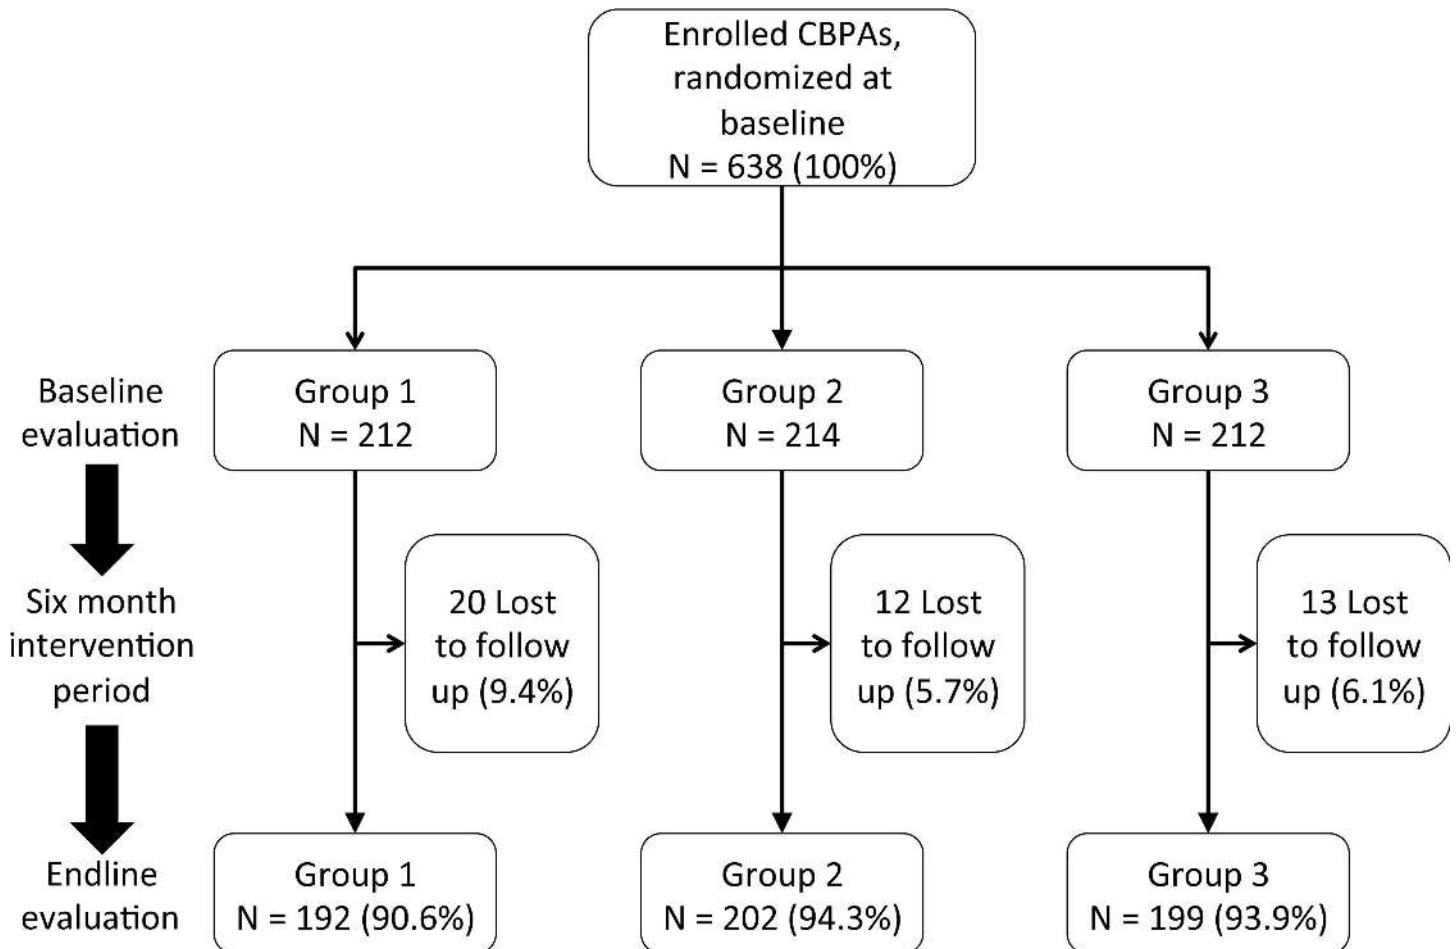 Enrolled CBPAs,
randomized at
baseline
N = 638 (100%)
Baseline
evaluation
Group 1
N = 212
Group 2
N = 214
Group 3
N = 212
Six month
intervention
period
20 Lost
to follow
up (9.4%)
12 Lost
to follow
up (5.7%)
13 Lost
to follow
up (6.1%)
Endline
evaluation
Group 1
N = 192 (90.6%)
Group 2
N = 202 (94.3%)
Group 3
N = 199 (93.9%)